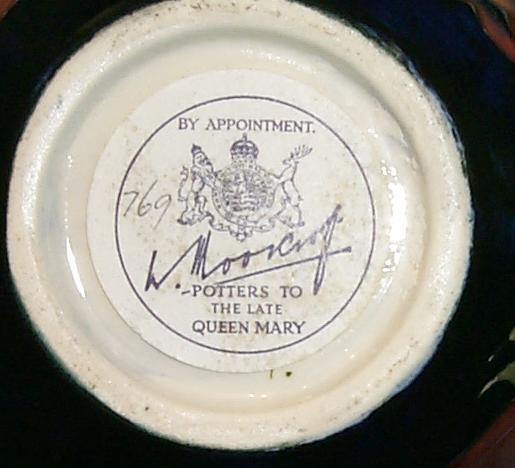 BY APPOINTMENT.
769
W. Moorcroft
POTTERS TO
THE LATE
QUEEN MARY